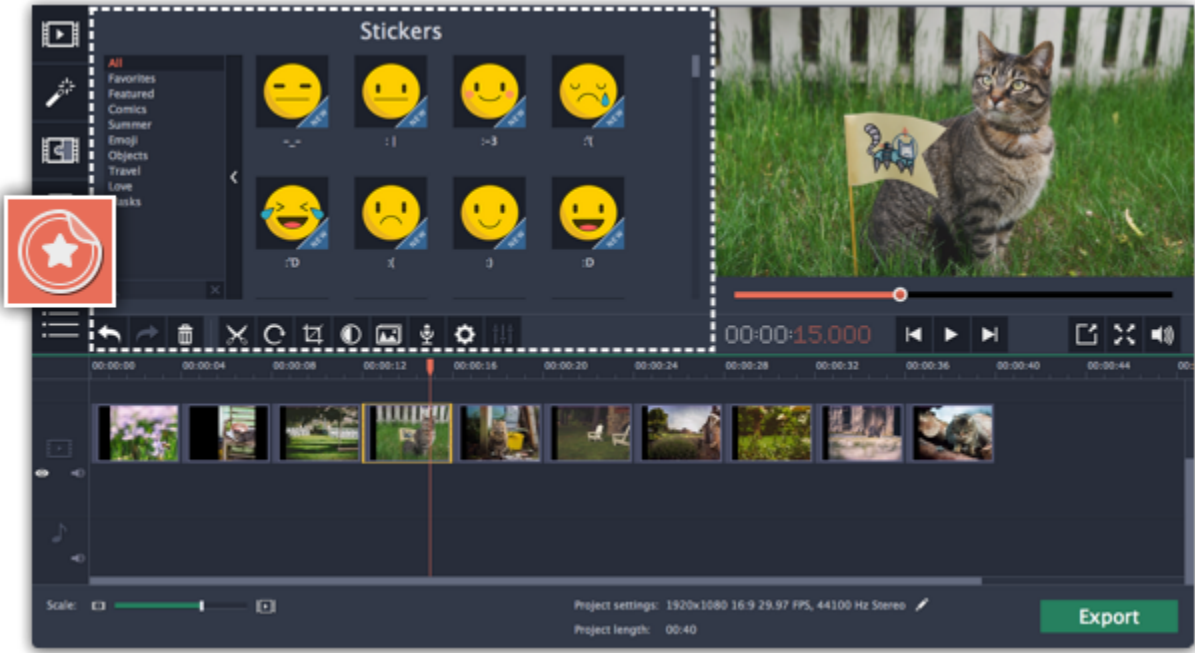 Stickers
All
Favorites
Featured
Comics
Summer
Emoji
Objects
Travel
Love
NEW NEW NEW NEW
-_- :| :-3 :'(
NEW NEW NEW NEW
:'D :( :) :D
00:00:15.000
00:00:00 00:00:04 00:00:08 00:00:12 00:00:16 00:00:20 00:00:24 00:00:28 00:00:32 00:00:36 00:00:40 00:00:44 00:
Scale:
Project settings: 1920x1080 16:9 29.97 FPS, 44100 Hz Stereo
Project length: 00:40
Export